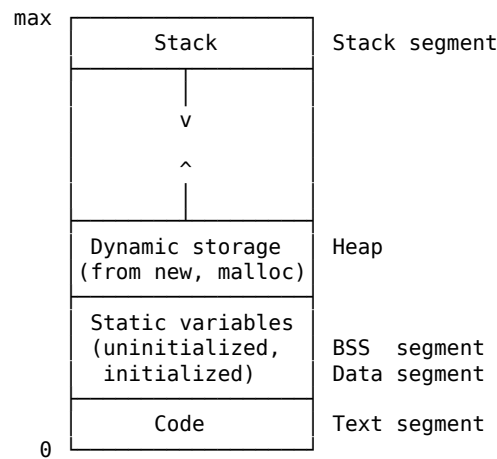 max
Stack Stack segment
v
^
Dynamic storage Heap
(from new, malloc)
Static variables
(uninitialized, BSS segment
initialized) Data segment
Code Text segment
0